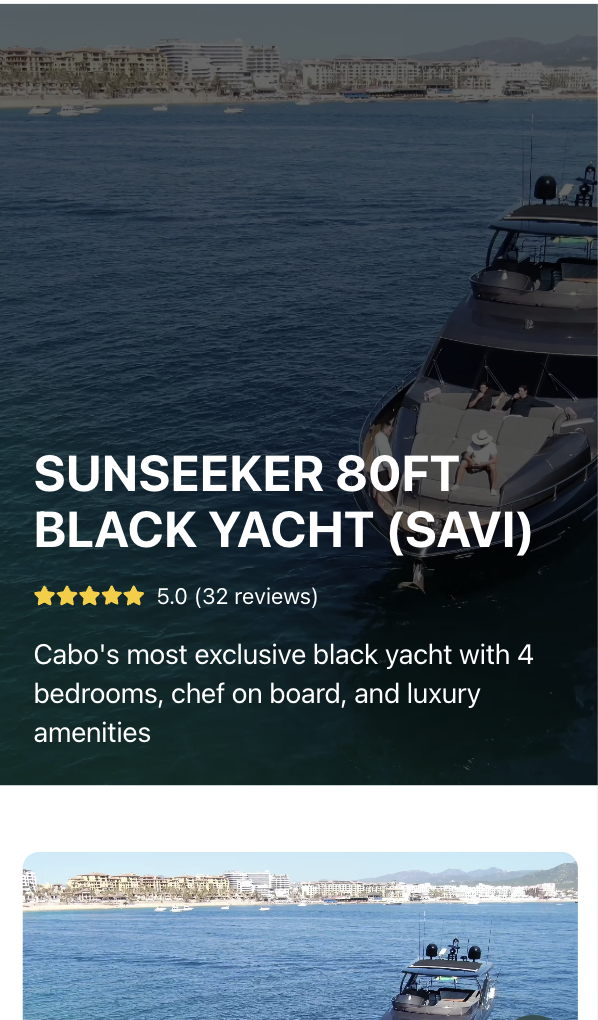 SUNSEEKER 80FT
BLACK YACHT (SAVI)
5.0 (32 reviews)
Cabo's most exclusive black yacht with 4
bedrooms, chef on board, and luxury
amenities